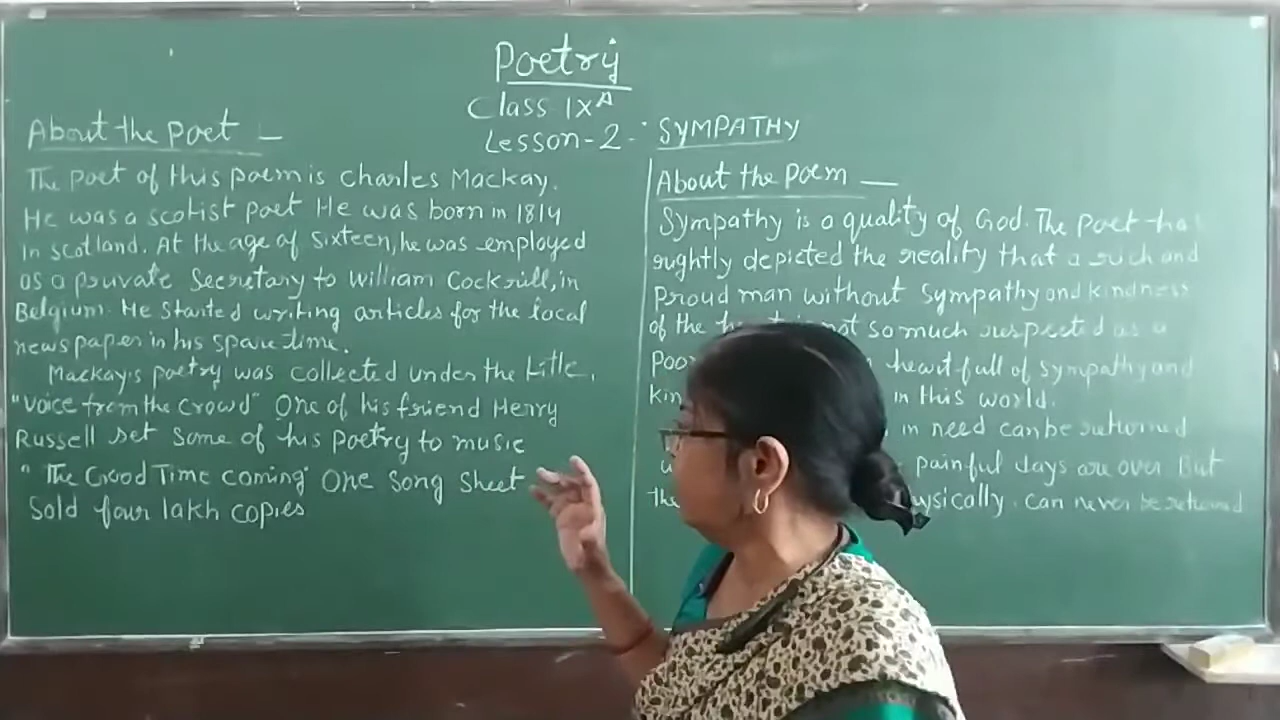 Poetry
Class-IX A
Lesson-2-: SYMPATHY
About the Poet _
The poet of this poem is Charles Mackay.
He was a scotist poet He was born in 1814
in Scotland. At the age of sixteen, he was employed
as a private Secretary to William Cockrill, in
Belgium. He started writing articles for the local
news paper in his spare time.
Mackay's poetry was collected under the title,
"Voice from the crowd" One of his friend Henry
Russell set some of his poetry to music
"The Good Time coming" One Song Sheet
Sold four lakh copies
About the Poem _
Sympathy is a quality of God. The poet ha
rightly depicted the reality that a rich and
Proud man without sympathy and kindness
of the not so much respected as a
Poo heart full of sympathy and
kin in this world.
in need can be returned
painful days are over. But
the ysically, can never be returned